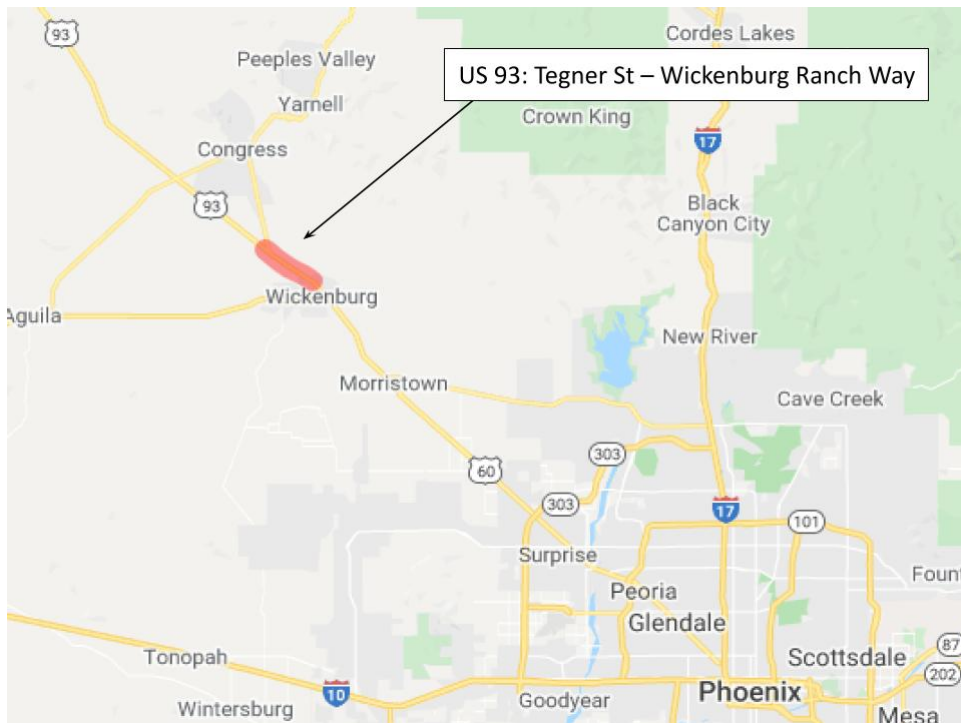 93
Cordes Lakes
Peeples Valley
US 93: Tegner St – Wickenburg Ranch Way
Yarnell
Crown King
17
Congress
93
Black
Canyon City
Wickenburg
Aguila
New River
Morristown
Cave Creek
303
60
303
17
101
Surprise
Fount
Peoria
Glendale
87
Tonopah
Scottsdale
202
10
Phoenix
Wintersburg
Goodyear
Mesa